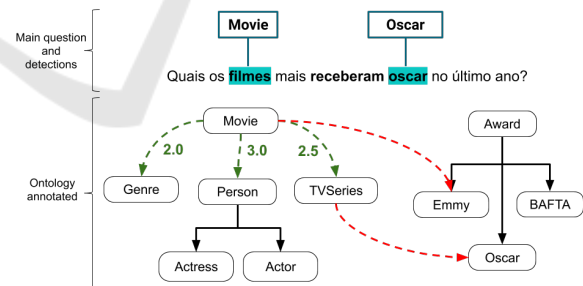 Movie
Oscar
Main question
and
detections
Quais os filmes mais receberam oscar no último ano?
Movie
Award
2.0
3.0
2.5
Ontology
annotated
Genre
Person
TVSeries
Emmy
BAFTA
Actress
Actor
Oscar